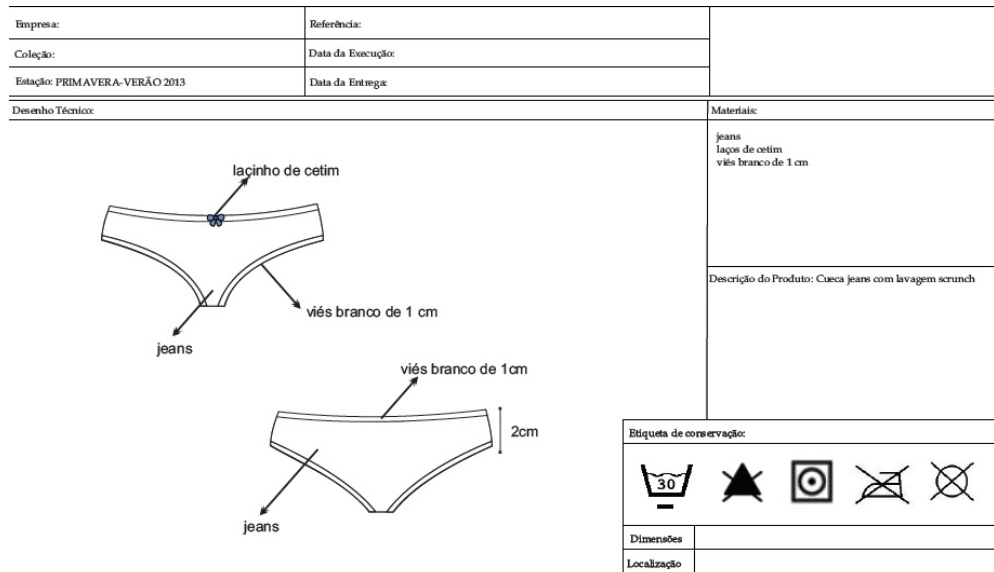 Empresa:
Referência:
Coleção:
Data da Execução:
Estação: PRIMAVERA-VERÃO 2013
Data da Entrega:
Desenho Técnico:
Materiais:
jeans
laços de cetim
viés branco de 1 cm
laçinho de cetim
viés branco de 1 cm
jeans
Descrição do Produto: Cueca jeans com lavagem scrunch
viés branco de 1cm
2cm
jeans
Etiqueta de conservação:
30
Dimensões
Localização